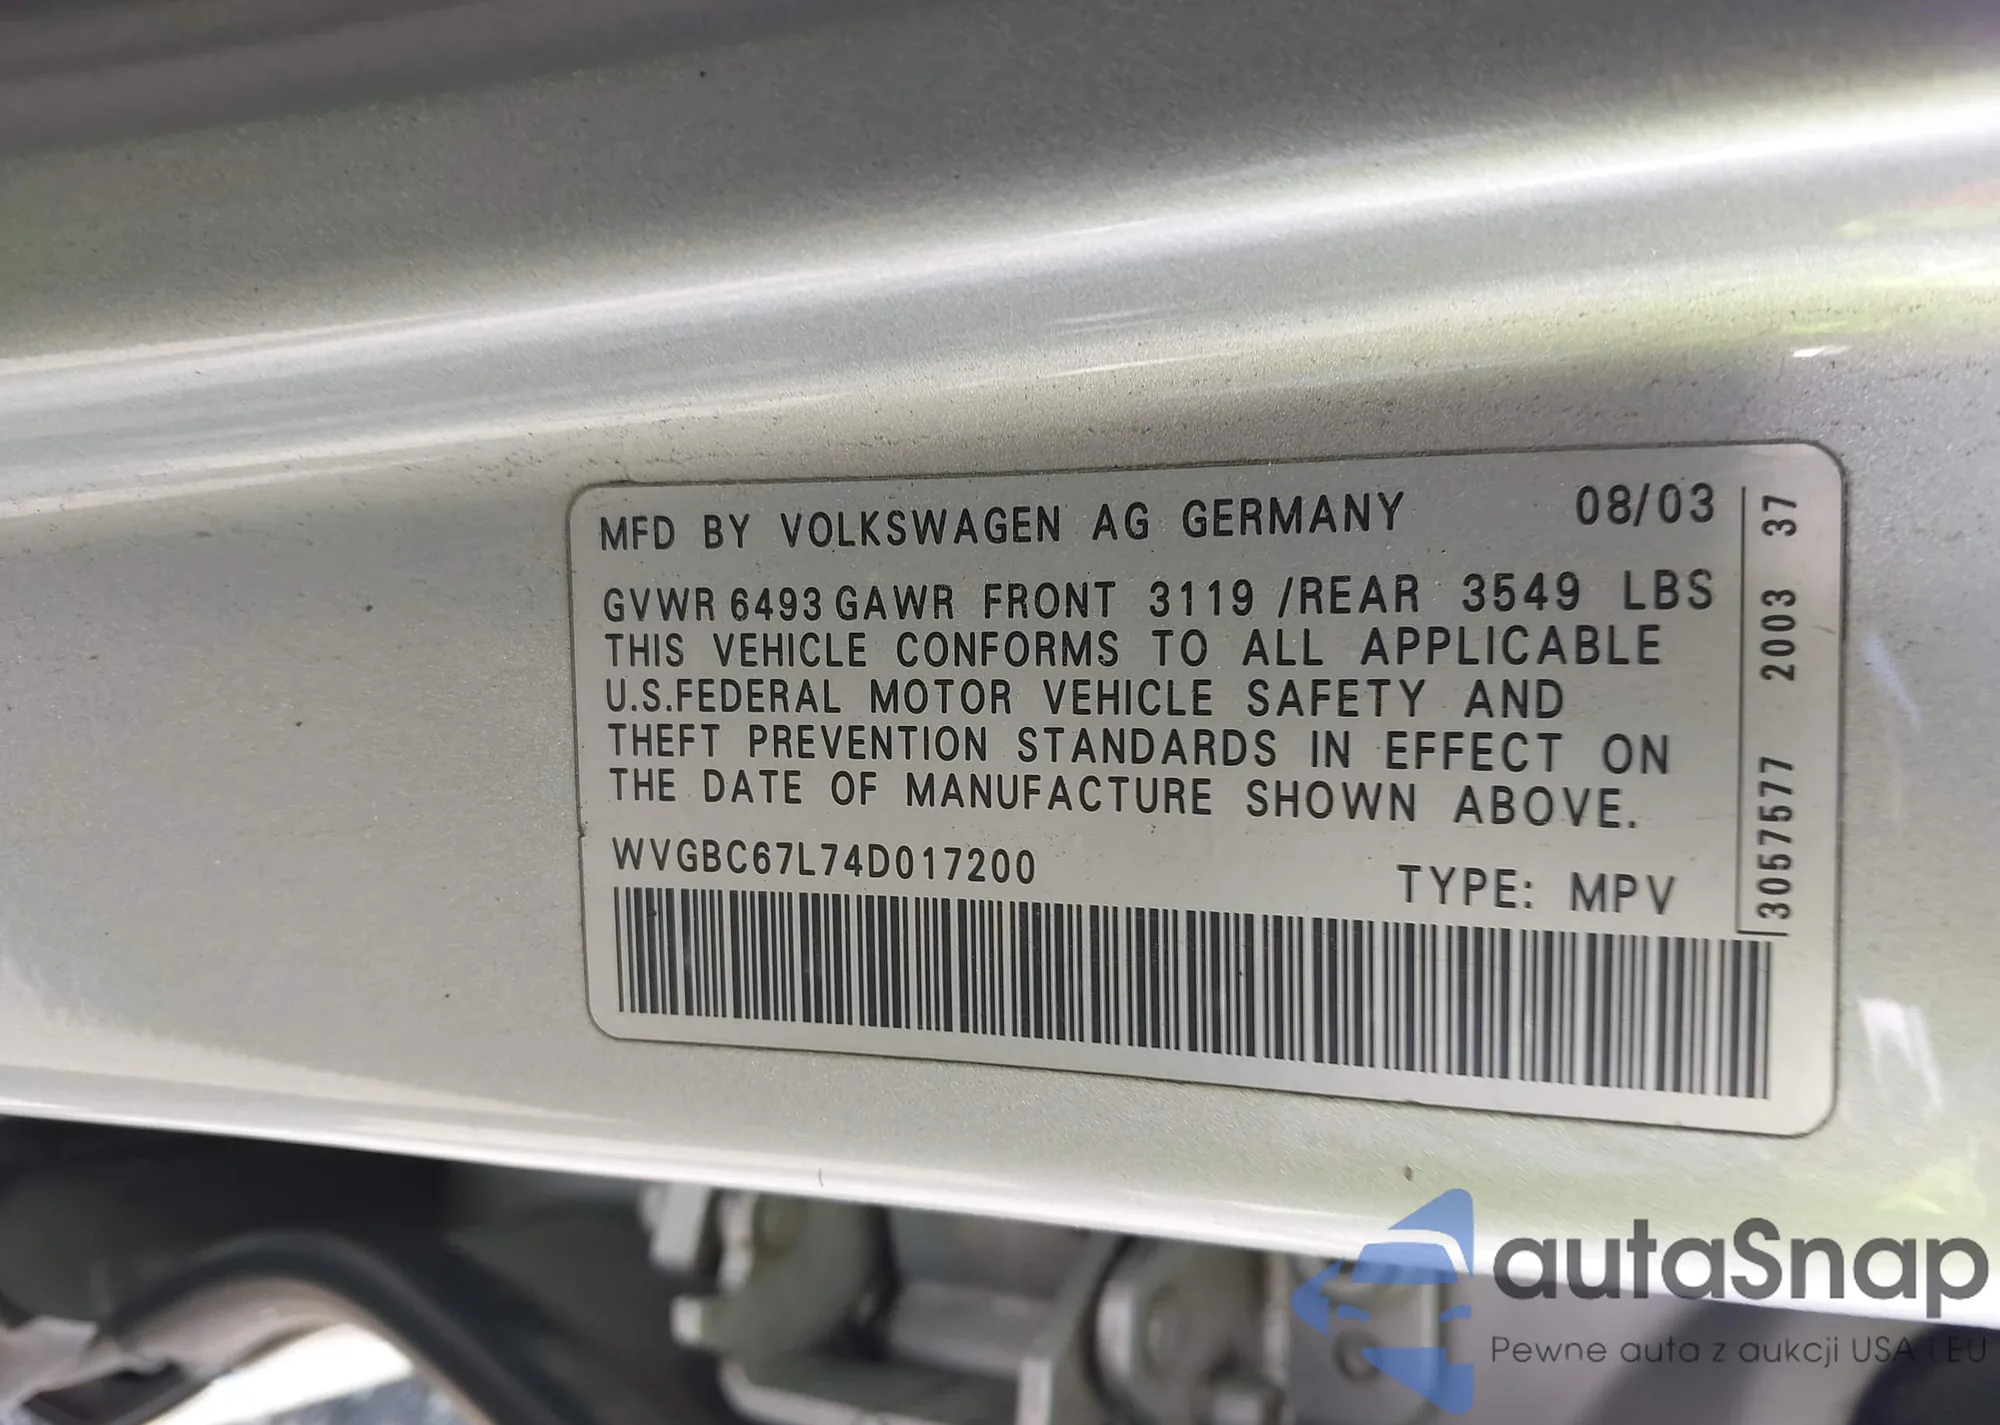 MFD BY VOLKSWAGEN AG GERMANY 08/03
GVWR 6493 GAWR FRONT 3119 /REAR 3549 LBS
THIS VEHICLE CONFORMS TO ALL APPLICABLE
U.S.FEDERAL MOTOR VEHICLE SAFETY AND
THEFT PREVENTION STANDARDS IN EFFECT ON
THE DATE OF MANUFACTURE SHOWN ABOVE.
WVGBC67L74D017200
TYPE: MPV
3057577 2003 37
autaSnap
Pewne auta z aukcji USA i EU